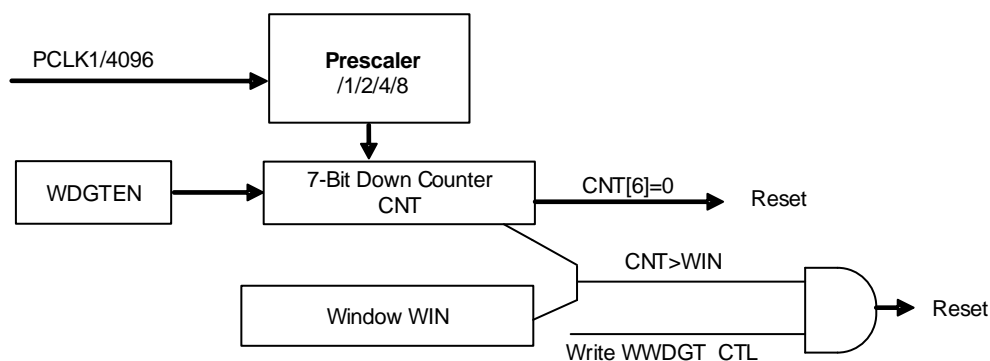 PCLK1/4096
Prescaler
/1/2/4/8
WDGTEN
7-Bit Down Counter
CNT
CNT[6]=0
Reset
CNT>WIN
Window WIN
Reset
Write WWDGT_CTL